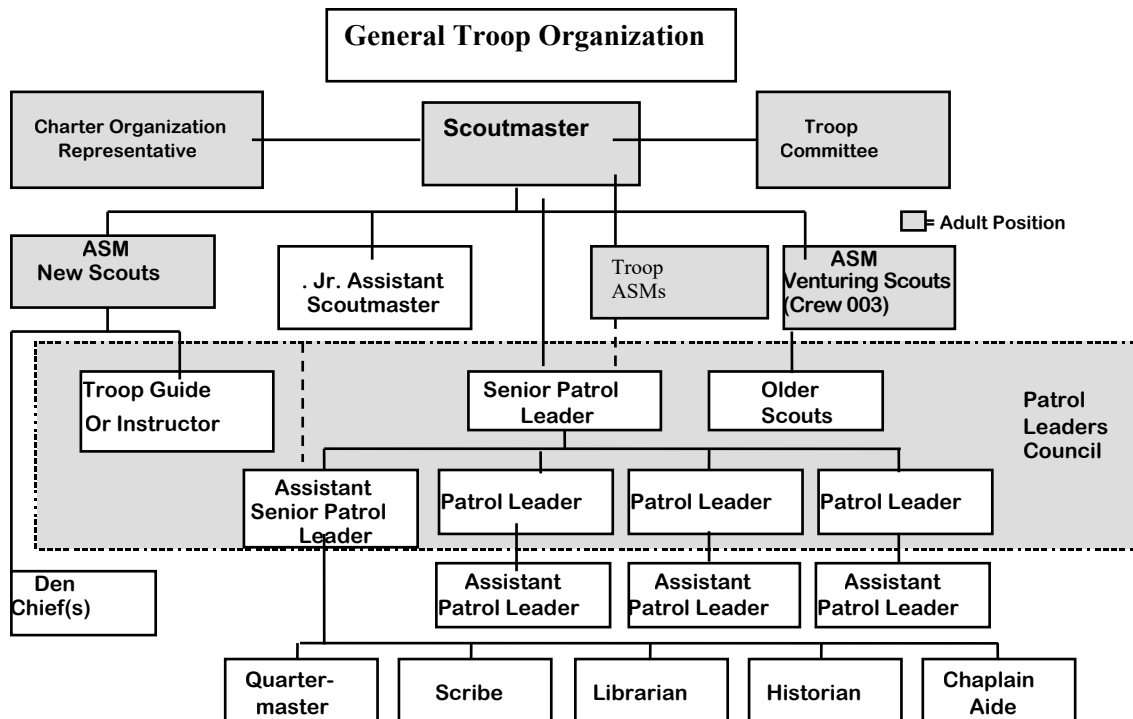 General Troop Organization
Charter Organization
Representative
Scoutmaster
Troop
Committee
= Adult Position
ASM
New Scouts
. Jr. Assistant
Scoutmaster
Troop
ASMs
ASM
Venturing Scouts
(Crew 003)
Troop Guide
Or Instructor
Senior Patrol
Leader
Older
Scouts
Patrol
Leaders
Council
Assistant
Senior Patrol
Leader
Patrol Leader
Patrol Leader
Patrol Leader
Den
Chief(s)
Assistant
Patrol Leader
Assistant
Patrol Leader
Assistant
Patrol Leader
Quarter-
master
Scribe
Librarian
Historian
Chaplain
Aide